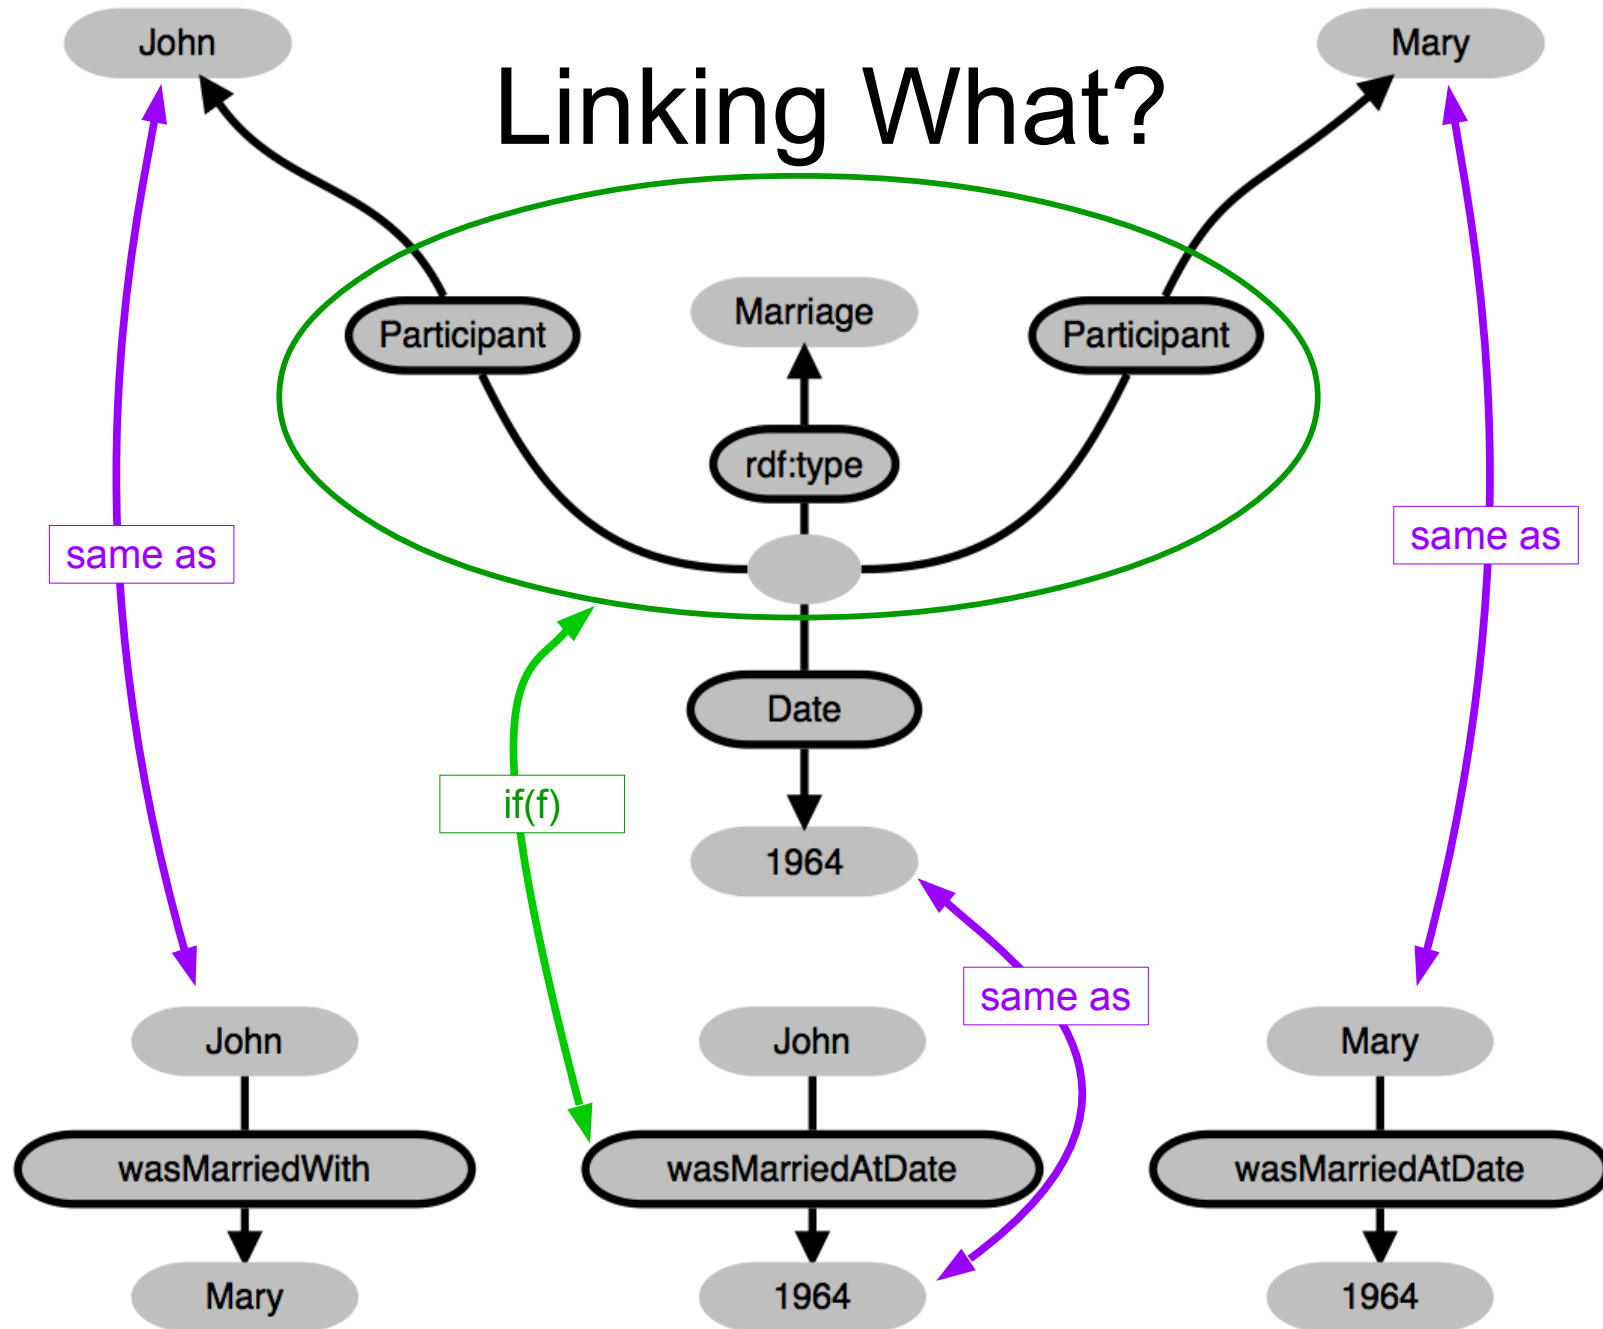 John
Mary
Linking What?
Participant
Marriage
Participant
rdf:type
same as
same as
Date
if(f)
1964
same as
John
John
Mary
wasMarriedWith
wasMarriedAtDate
wasMarriedAtDate
Mary
1964
1964